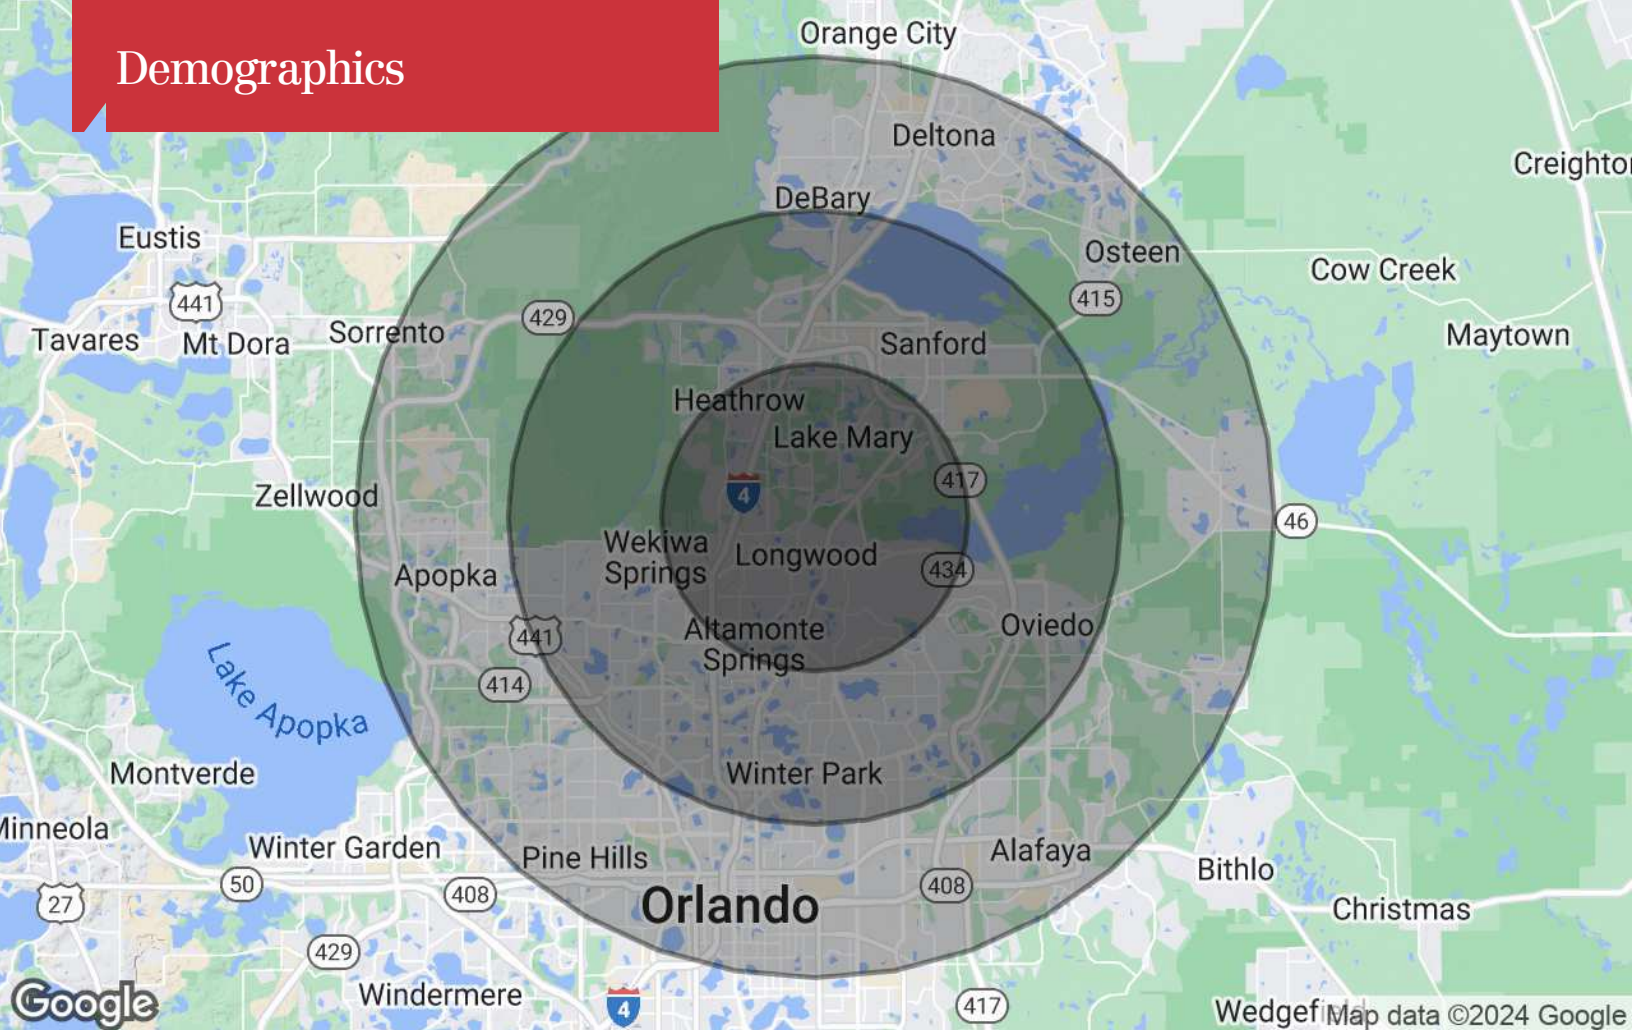 Demographics
Orange City
Deltona
Creighto
DeBary
Eustis
Osteen
Cow Creek
441
415
429
Tavares
Mt Dora
Sorrento
Sanford
Maytown
Heathrow
Lake Mary
417
4
Zellwood
46
Wekiwa
Springs
Longwood
434
Apopka
Altamonte
Springs
Oviedo
441
414
Lake Apopka
Montverde
Winter Park
Minneola
Winter Garden
Pine Hills
Alafaya
Bithlo
50
408
408
27
Orlando
Christmas
429
Windermere
4
417
Google
Map data ©2024 Google